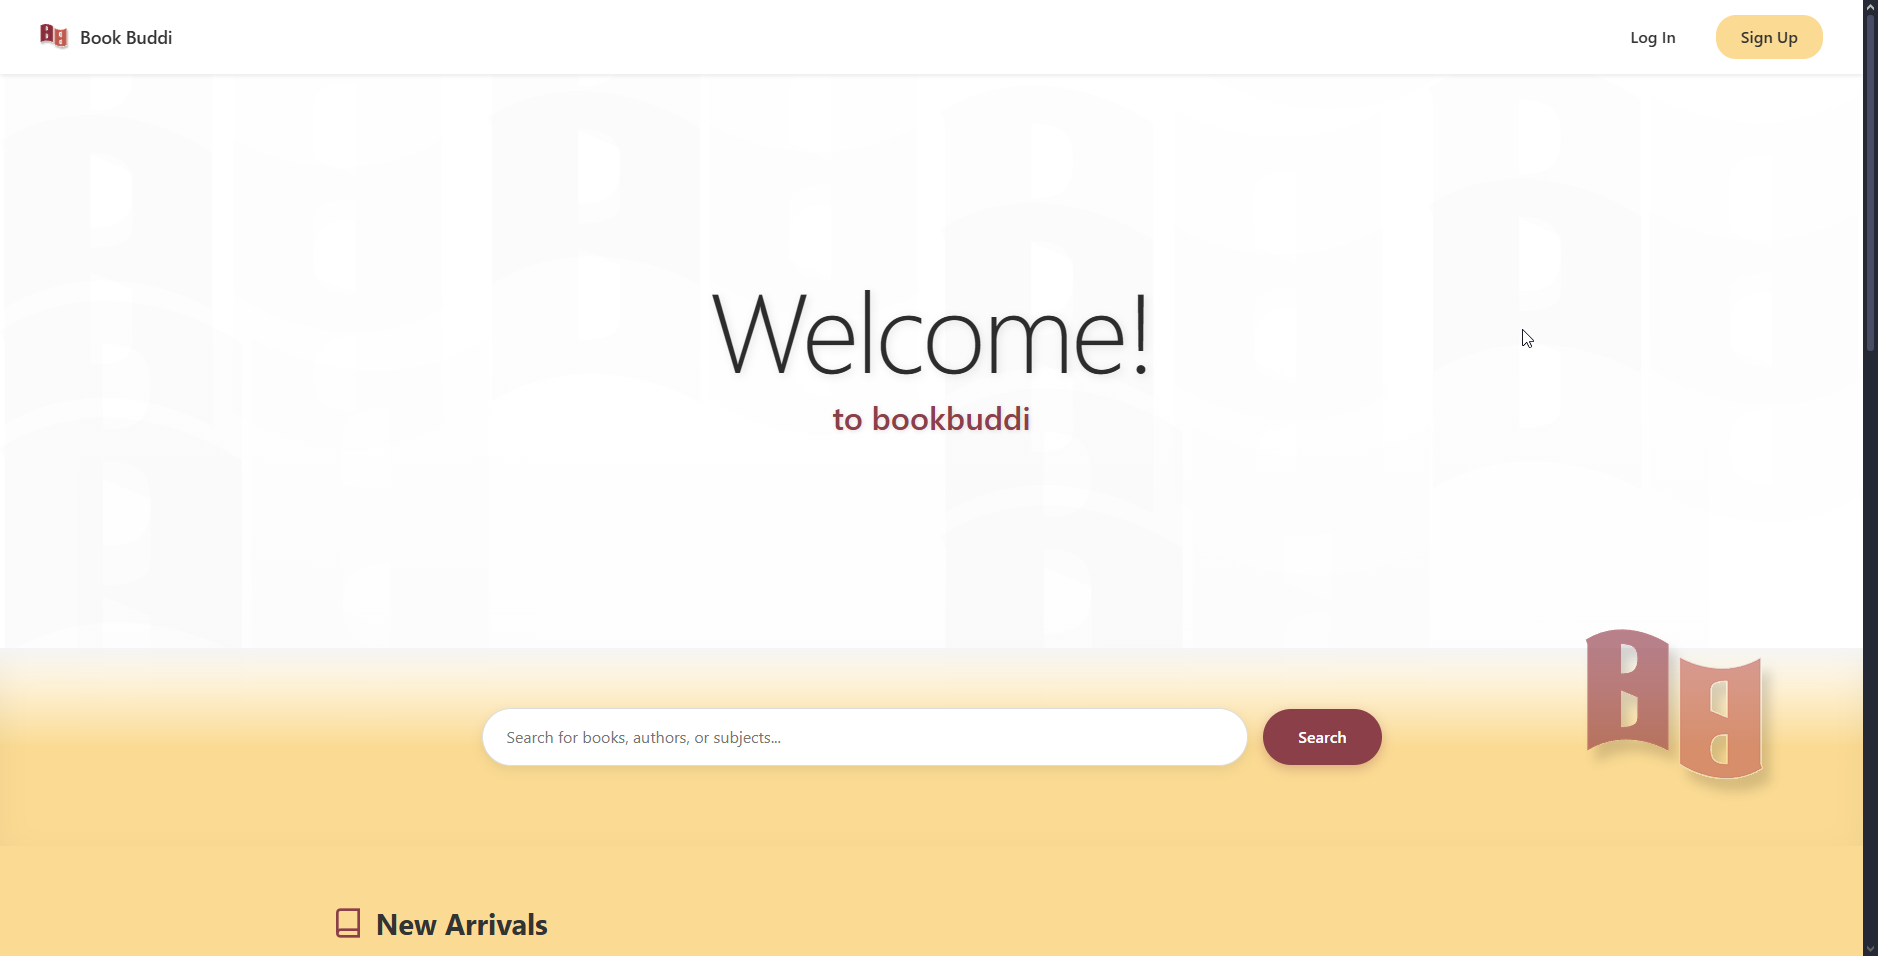 Book Buddi
Log In
Sign Up
Welcome!
to bookbuddi
Search for books, authors, or subjects...
Search
B B
New Arrivals